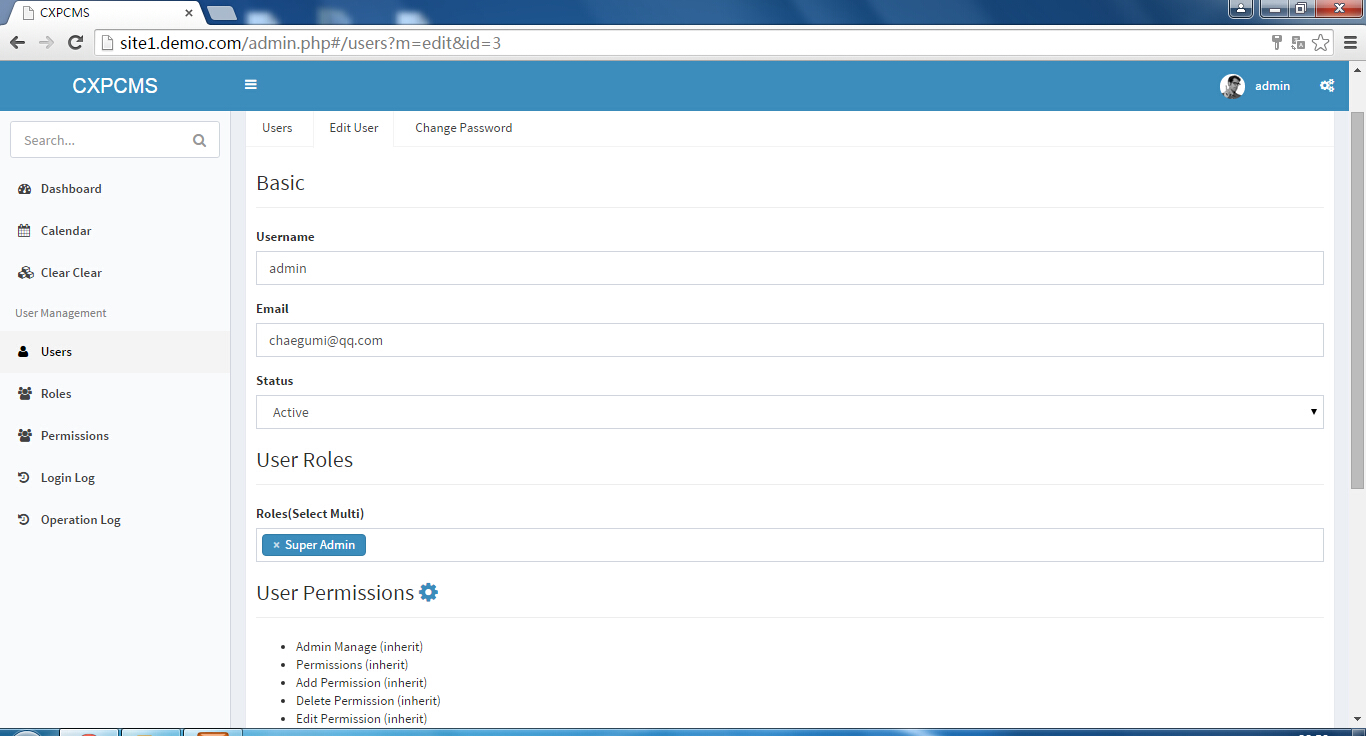 CXPCMS
site1.demo.com/admin.php#/users?m=edit&id=3
CXPCMS
admin
Search...
Dashboard
Calendar
Clear Clear
User Management
Users
Roles
Permissions
Login Log
Operation Log
Users
Edit User
Change Password
Basic
Username
admin
Email
chaegumi@qq.com
Status
Active
User Roles
Roles(Select Multi)
× Super Admin
User Permissions
Admin Manage (inherit)
Permissions (inherit)
Add Permission (inherit)
Delete Permission (inherit)
Edit Permission (inherit)